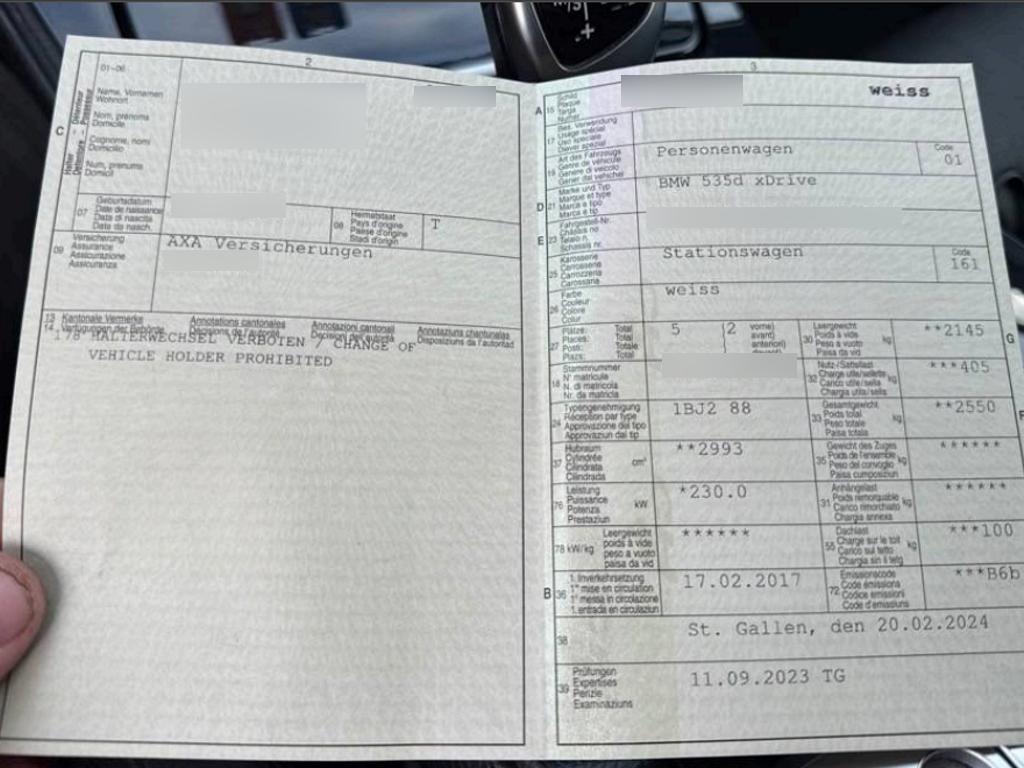 2
01-06
C
Halter Détenteur
Detentore Possessur
Name, Vornamen
Wohnort
Nom, prénoms
Domicile
Cognome, nomi
Domicilio
Num, prenums
Domicil
07
Geburtsdatum
Date de naissance
Data di nascita
Data da nasch.
08
Heimatstaat
Pays d'origine
Paese d'origine
Stadi d'origin
T
09
Versicherung
Assurance
Assicurazione
Assicuranza
AXA Versicherungen
13 Kantonale Vermerke
14 Verfügungen der Behörde
Annotations cantonales
Décisions de l'autorité
Annotazioni cantonali
Decisioni dell'autorità
Annotaziuns chantunalas
Disposiziuns da l'autoritad
178 HALTERWECHSEL VERBOTEN / CHANGE OF
VEHICLE HOLDER PROHIBITED
3
A 15
Schild
Plaque
Targa
Numer
weiss
17
Bes. Verwendung
Usage spécial
Uso speciale
Diever spezial
19
Art des Fahrzeugs
Genre de véhicule
Genere di veicolo
Gener dal vehichel
Personenwagen
Code
01
D 21
Marke und Typ
Marque et type
Marca e tipo
Marca e tip
BMW 535d xDrive
E 23
Fahrgestell-Nr.
Châssis no
Telaio n.
Schassis nr.
25
Karosserie
Carrosserie
Carrozzeria
Carossaria
Stationswagen
Code
161
26
Farbe
Couleur
Colore
Colur
weiss
27
Plätze: Total
Places: Total
Posti: Totale
Plazs: Total
5
(2 vorne)
avant)
anteriori)
davant)
30
Leergewicht
Poids à vide
Peso a vuoto
Paisa da vid
kg
**2145
G
18
Stammnummer
N° matricule
N. di matricola
Nr. da matricla
32
Nutz-/Sattellast
Charge utile/sellette
Carico utile/sella
Chargia utila/sella
kg
***405
24
Typengenehmigung
Réception par type
Approvazione del tipo
Approvaziun dal tip
1BJ2 88
33
Gesamtgewicht
Poids total
Peso totale
Paisa totala
kg
**2550
F
37
Hubraum
Cylindrée
Cilindrata
Cilindrada
cm³
**2993
35
Gewicht des Zuges
Poids de l'ensemble
Peso del convoglio
Paisa cumposiziun
kg
******
76
Leistung
Puissance
Potenza
Prestaziun
kW
*230.0
31
Anhängelast
Poids remorquable
Carico rimorchiato
Chargia annexa
kg
******
78 kW/kg
Leergewicht
poids à vide
peso a vuoto
paisa da vid
******
55
Dachlast
Charge sur le toit
Carico sul tetto
Chargia sin il tetg
kg
***100
B 36
1. Inverkehrsetzung
1re mise en circulation
1a messa in circolazione
1. entrada en circulaziun
17.02.2017
72
Emissionscode
Code émissions
Codice emissioni
Code d'emissiuns
***B6b
38
St. Gallen, den 20.02.2024
39
Prüfungen
Expertises
Perizie
Examinaziuns
11.09.2023 TG